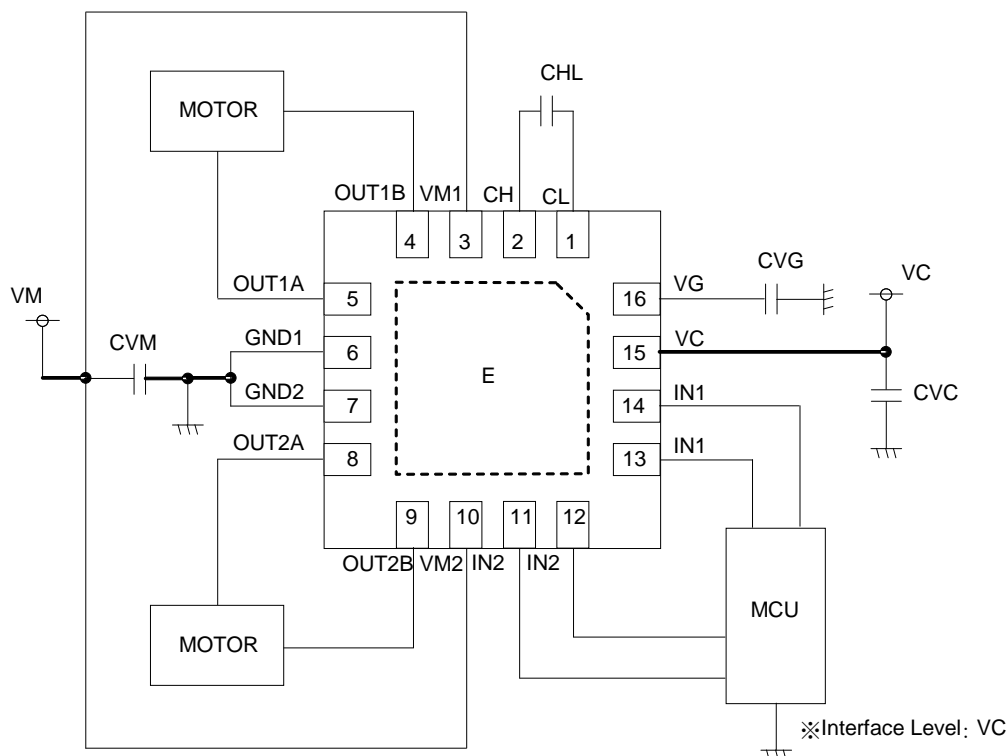 CHL
MOTOR
OUT1B VM1 CH CL
4 3 2 1
CVG
VC
OUT1A 5 16 VG
VM
CVM
GND1 6 15 VC
E
CVC
GND2 7 14 IN1
OUT2A 8 13 IN1
9 10 11 12
OUT2B VM2 IN2 IN2
MCU
MOTOR
※Interface Level: VC